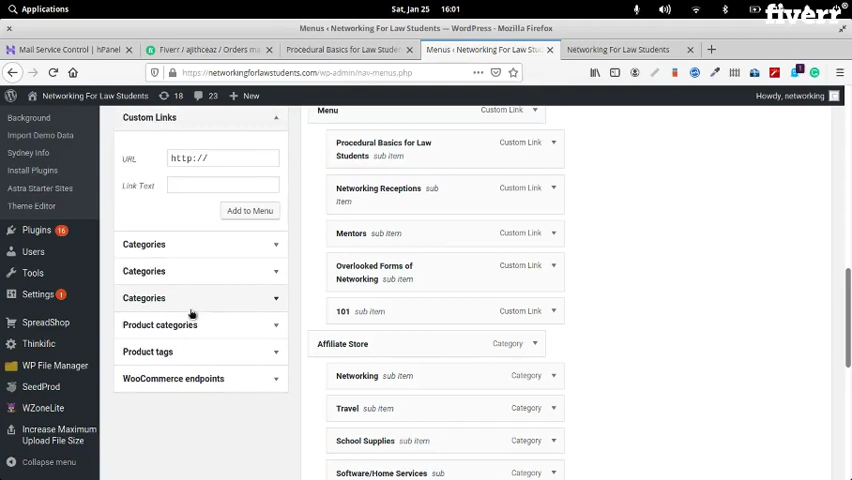 Applications
Sat, Jan 25
16:01
fiverr
Menus ‹ Networking For Law Students — WordPress - Mozilla Firefox
Mail Service Control | hPanel
Fiverr / ajithceaz / Orders ma
Procedural Basics for Law Studen
Menus ‹ Networking For Law Stu
Networking For Law Students
https://networkingforlawstudents.com/wp-admin/nav-menus.php
Networking For Law Students
18
23
New
Howdy, networking
Background
Import Demo Data
Sydney Info
Install Plugins
Astra Starter Sites
Theme Editor
Plugins 16
Users
Tools
Settings 1
SpreadShop
Thinkific
WP File Manager
SeedProd
WZoneLite
Increase Maximum
Upload File Size
Collapse menu
Custom Links
URL http://
Link Text
Add to Menu
Categories
Categories
Categories
Product categories
Product tags
WooCommerce endpoints
Menu Custom Link
Procedural Basics for Law Custom Link
Students sub item
Networking Receptions sub Custom Link
item
Mentors sub item Custom Link
Overlooked Forms of Custom Link
Networking sub item
101 sub item Custom Link
Affiliate Store Category
Networking sub item Category
Travel sub item Category
School Supplies sub item Category
Software/Home Services sub Category